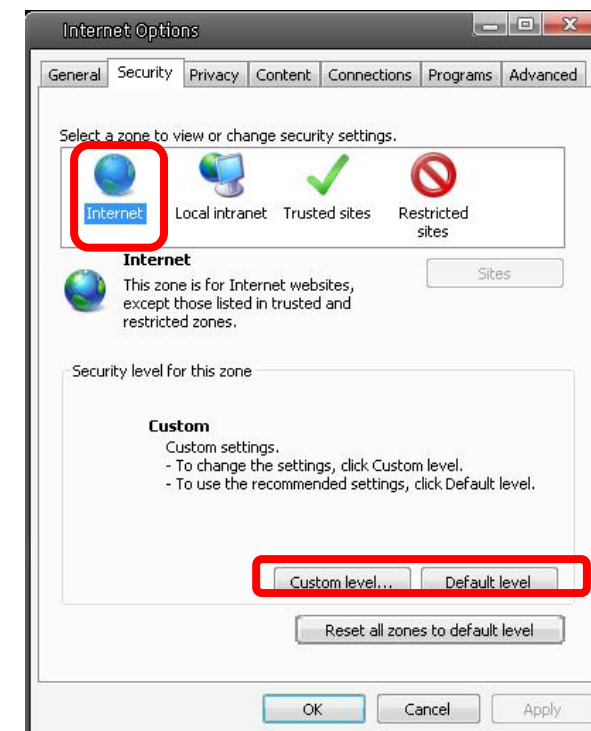 Internet Options
General Security Privacy Content Connections Programs Advanced
Select a zone to view or change security settings.
Internet Local intranet Trusted sites Restricted sites
Internet
This zone is for Internet websites,
except those listed in trusted and
restricted zones.
Sites
Security level for this zone
Custom
Custom settings.
- To change the settings, click Custom level.
- To use the recommended settings, click Default level.
Custom level... Default level
Reset all zones to default level
OK Cancel Apply